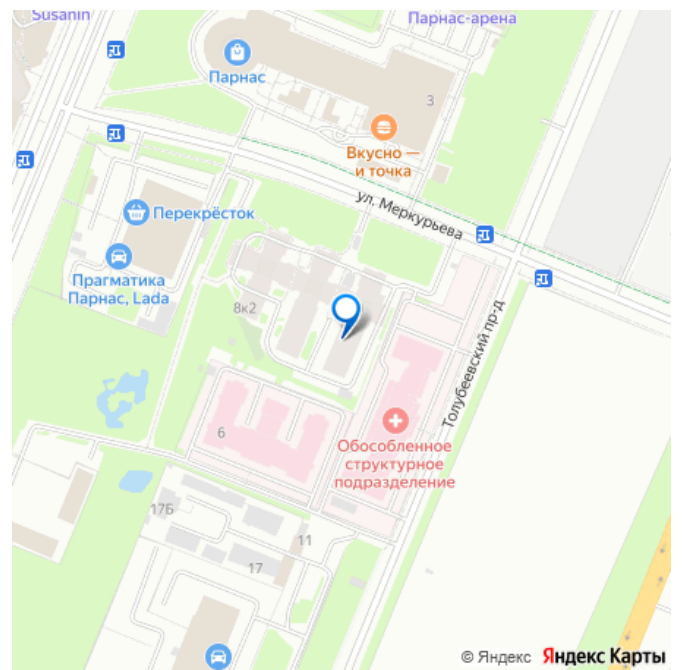 Susanin
Парнас-арена
Парнас
3
Вкусно —
и точка
ул. Меркурьева
Перекрёсток
Прагматика
Парнас, Lada
8к2
Толубеевский пр-д
6
Обособленное
структурное
подразделение
17Б
11
17
© Яндекс Яндекс Карты